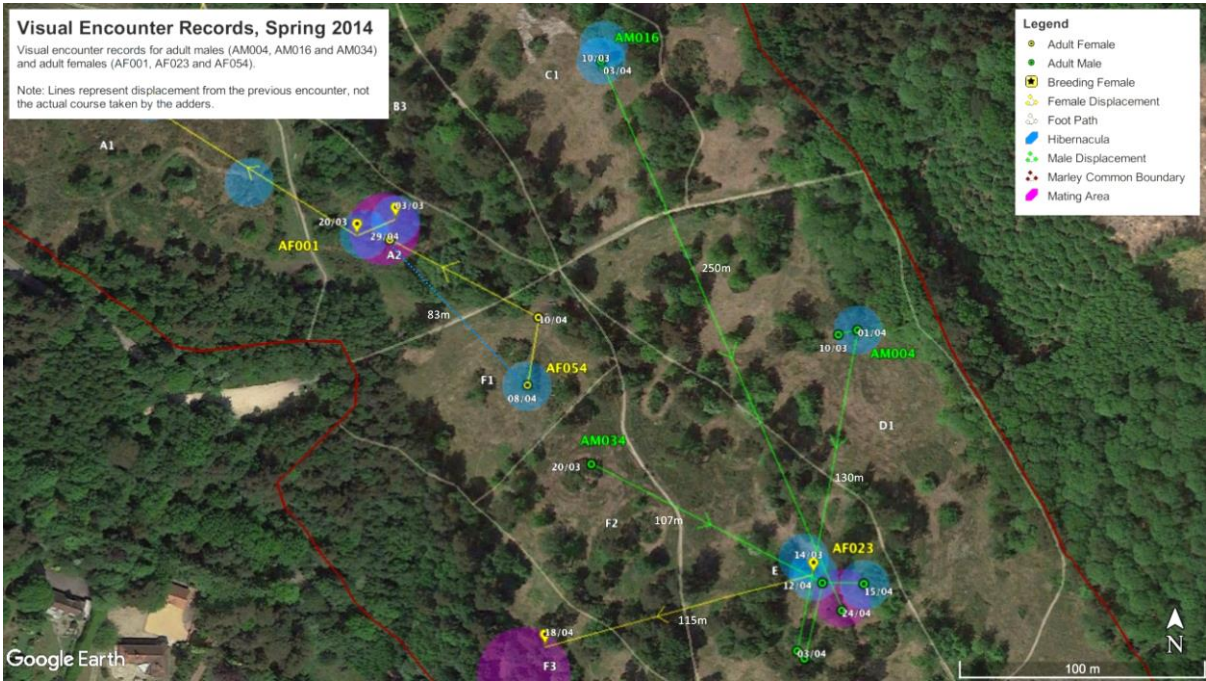 Visual Encounter Records, Spring 2014
Visual encounter records for adult males (AM004, AM016 and AM034)
and adult females (AF001, AF023 and AF054).
Note: Lines represent displacement from the previous encounter, not
the actual course taken by the adders.
Legend
Adult Female
Adult Male
Breeding Female
Female Displacement
Foot Path
Hibernacula
Male Displacement
Marley Common Boundary
Mating Area
AM016
10/03
03/04
C1
B3
A1
03/03
20/03
29/04
AF001
A2
250m
83m
10/04
01/04
10/03
AM004
AF054
F1
08/04
D1
AM034
20/03
130m
107m
F2
14/03
AF023
E
12/04
15/04
24/04
115m
18/04
03/04
F3
N
Google Earth
100 m